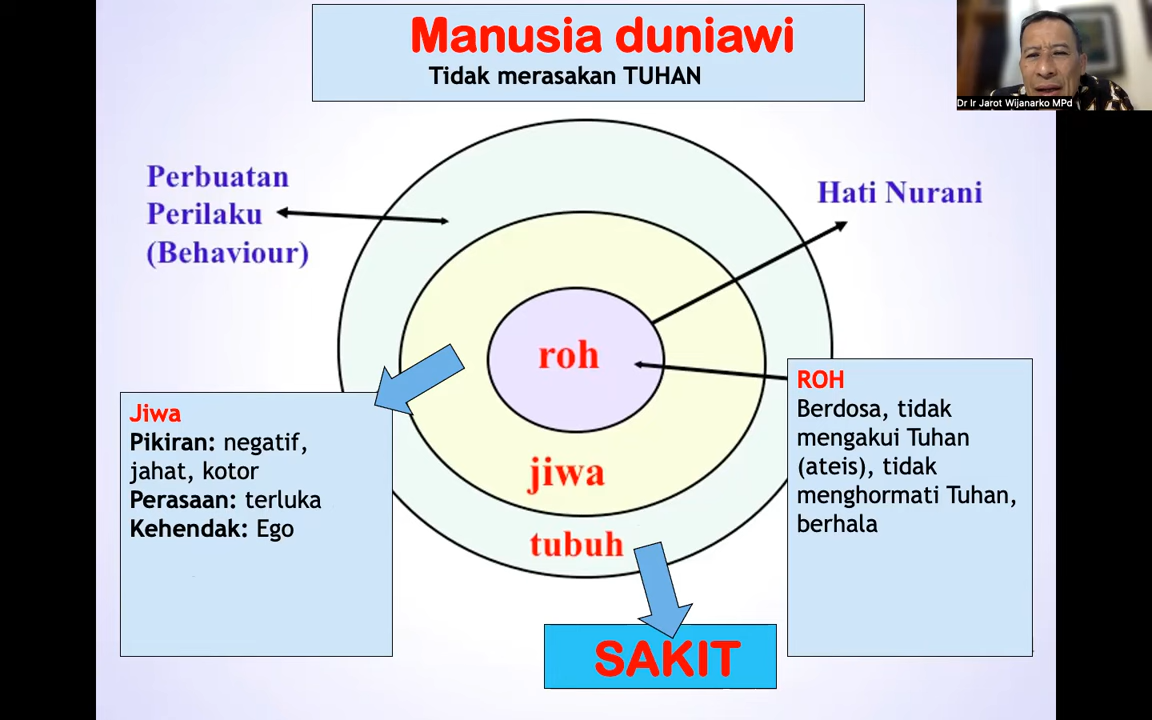 Manusia duniawi
Tidak merasakan TUHAN
Dr Ir Jarot Wijanarko MPd
Perbuatan
Perilaku
(Behaviour)
Hati Nurani
roh
jiwa
tubuh
Jiwa
Pikiran: negatif,
jahat, kotor
Perasaan: terluka
Kehendak: Ego
ROH
Berdosa, tidak
mengakui Tuhan
(ateis), tidak
menghormati Tuhan,
berhala
SAKIT